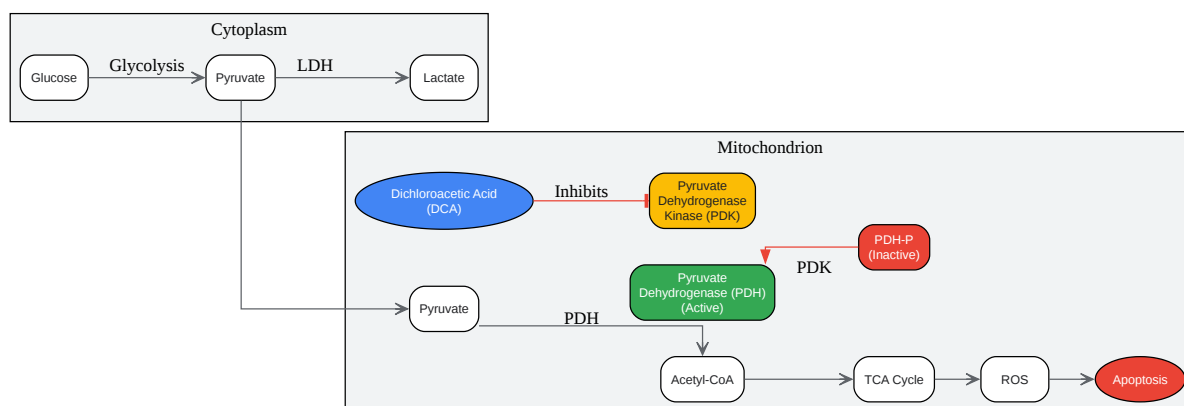 Cytoplasm
Glucose
Glycolysis
Pyruvate
LDH
Lactate
Mitochondrion
Dichloroacetic Acid
(DCA)
Inhibits
Pyruvate
Dehydrogenase
Kinase (PDK)
PDH-P
(Inactive)
PDK
Pyruvate
Dehydrogenase (PDH)
(Active)
Pyruvate
PDH
Acetyl-CoA
TCA Cycle
ROS
Apoptosis